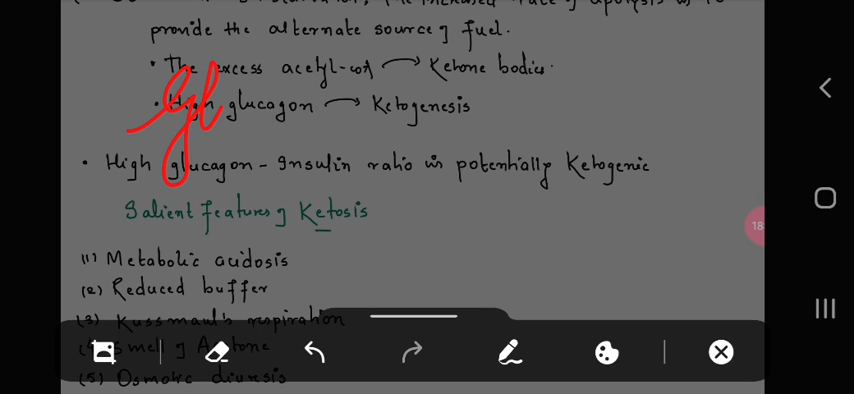 provide the alternate source of fuel.
• The excess acetyl-coA → Ketone bodies.
• High glucagon → Ketogenesis
• High glucagon - Insulin ratio is potentially Ketogenic
Salient features of Ketosis
(1) Metabolic acidosis
(2) Reduced buffer
(3) Kussmaul's respiration
(4) Smell of Acetone
(5) Osmotic diuresis
Gl
18